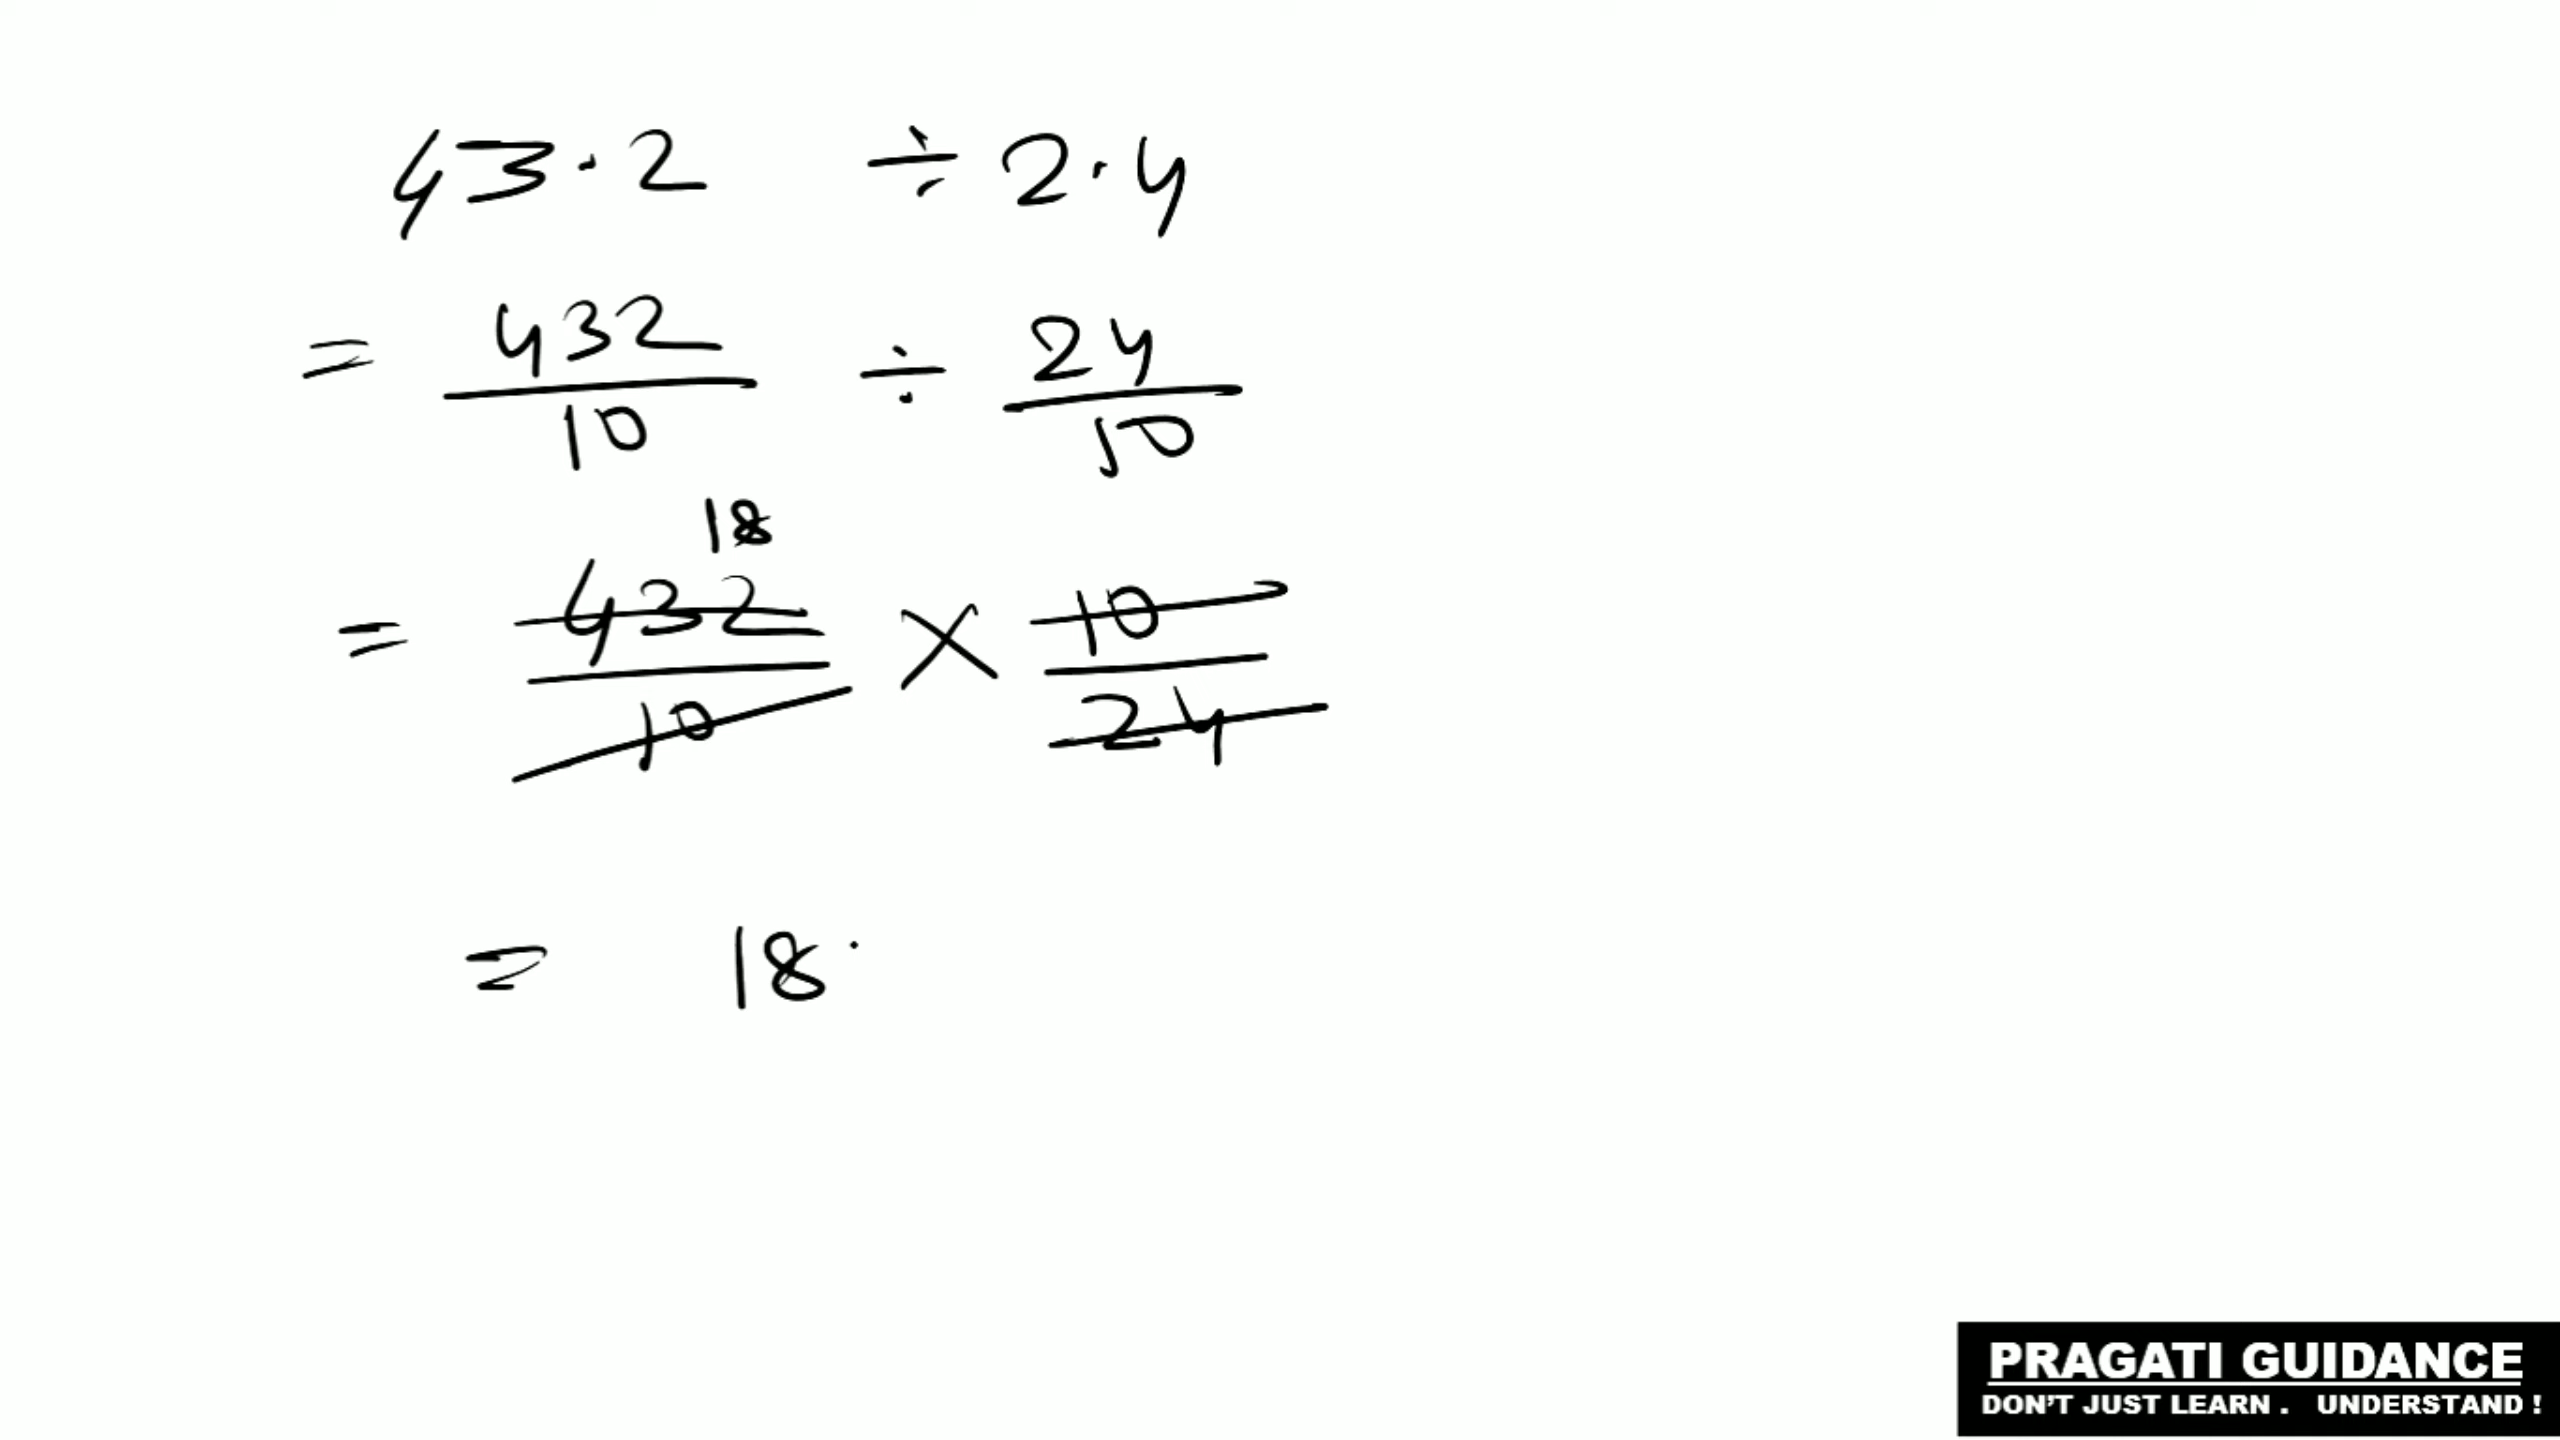 43.2 ÷ 2.4
= 432/10 ÷ 24/10
18
= 432/10 × 10/24
= 18.
PRAGATI GUIDANCE
DON'T JUST LEARN . UNDERSTAND !